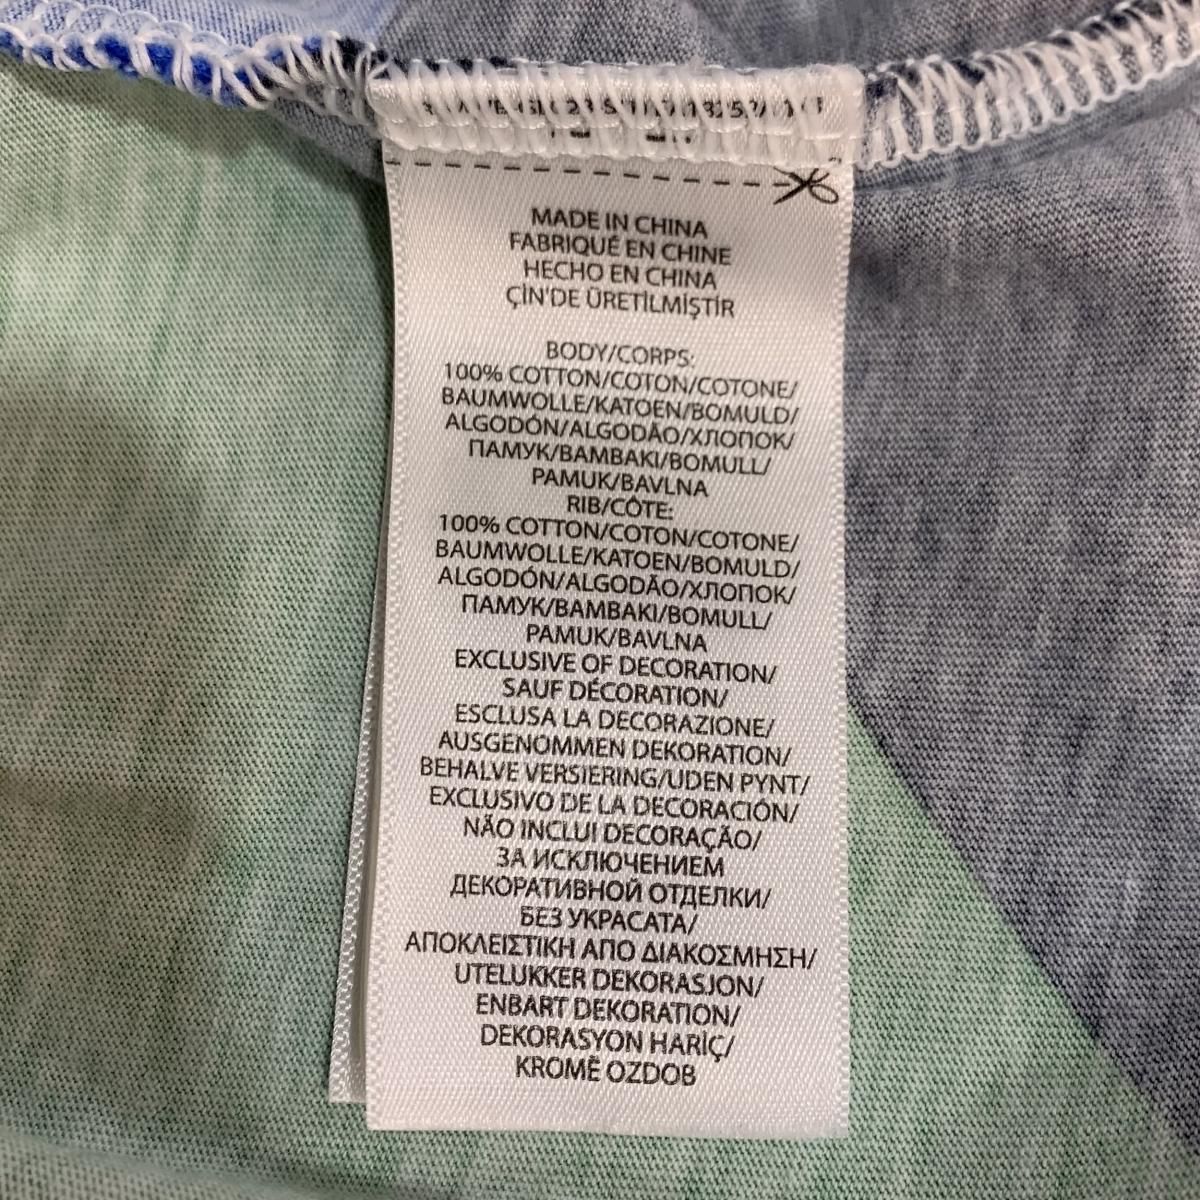 MADE IN CHINA
FABRIQUÉ EN CHINE
HECHO EN CHINA
ÇİN'DE ÜRETİLMİŞTİR
BODY/CORPS:
100% COTTON/COTON/COTONE/
BAUMWOLLE/KATOEN/BOMULD/
ALGODÓN/ALGODÃO/ХЛОПОК/
ПАМУК/ΒΑΜΒΑΚΙ/BOMULL/
PAMUK/BAVLNA
RIB/CÔTE:
100% COTTON/COTON/COTONE/
BAUMWOLLE/KATOEN/BOMULD/
ALGODÓN/ALGODÃO/ХЛОПОК/
ПАМУК/ΒΑΜΒΑΚΙ/BOMULL/
PAMUK/BAVLNA
EXCLUSIVE OF DECORATION/
SAUF DÉCORATION/
ESCLUSA LA DECORAZIONE/
AUSGENOMMEN DEKORATION/
BEHALVE VERSIERING/UDEN PYNT/
EXCLUSIVO DE LA DECORACIÓN/
NÃO INCLUI DECORAÇÃO/
ЗА ИСКЛЮЧЕНИЕМ
ДЕКОРАТИВНОЙ ОТДЕЛКИ/
БЕЗ УКРАСАТА/
ΑΠΟΚΛΕΙΣΤΙΚΗ ΑΠΟ ΔΙΑΚΟΣΜΗΣΗ/
UTELUKKER DEKORASJON/
ENBART DEKORATION/
DEKORASYON HARİÇ/
KROMĚ OZDOB